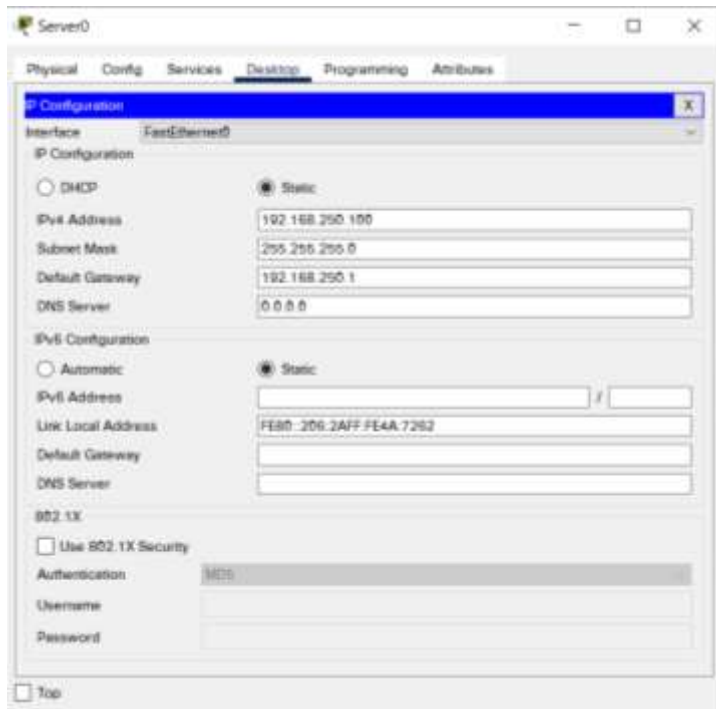 Server0
Physical Config Services Desktop Programming Attributes
IP Configuration X
Interface FastEthernet0
IP Configuration
DHCP Static
IPv4 Address 192.168.250.100
Subnet Mask 255.255.255.0
Default Gateway 192.168.250.1
DNS Server 0.0.0.0
IPv6 Configuration
Automatic Static
IPv6 Address /
Link Local Address FE80::206:2AFF:FE4A:7262
Default Gateway
DNS Server
802.1X
Use 802.1X Security
Authentication MD5
Username
Password
Top